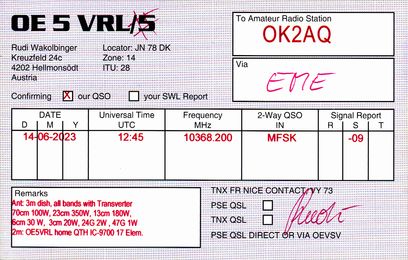 OE 5 VRL/5
To Amateur Radio Station
OK2AQ
Rudi Wakolbinger
Kreuzfeld 24c
4202 Hellmonsödt
Austria
Locator: JN 78 DK
Zone: 14
ITU: 28
Via
EME
Confirming X our QSO your SWL Report
DATE Universal Time Frequency 2-Way QSO Signal Report
D M Y UTC MHz IN R S T
14-06-2023 12:45 10368.200 MFSK -09
Remarks
Ant: 3m dish, all bands with Transverter
70cm 100W, 23cm 350W, 13cm 180W,
6cm 30 W, 3cm 20W, 24G 2W , 47G 1W
2m: OE5VRL home QTH IC-9700 17 Elem.
TNX FR NICE CONTACT, VY 73
PSE QSL
TNX QSL
Rudi
PSE QSL DIRECT OR VIA OEVSV